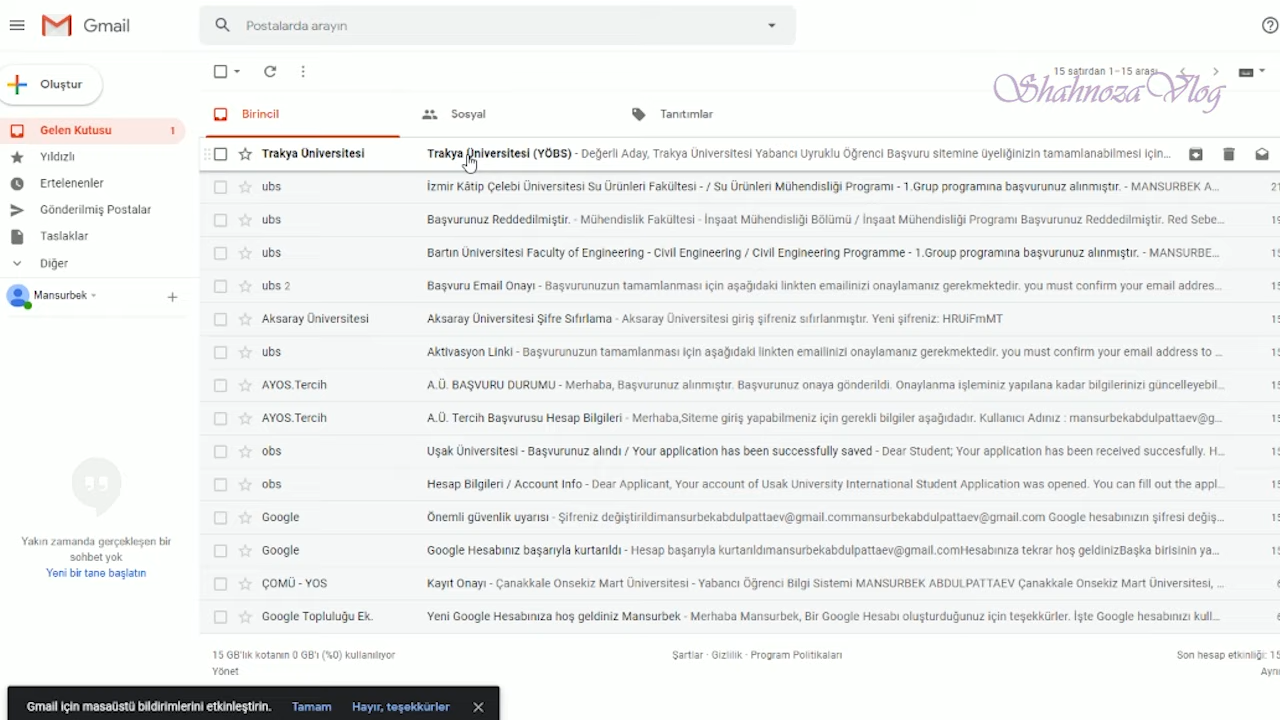 Gmail
Postalarda arayın
Oluştur
15 satırdan 1–15 arası
ShahnozaVlog
Birincil
Sosyal
Tanıtımlar
Gelen Kutusu 1
Yıldızlı
Ertelenenler
Gönderilmiş Postalar
Taslaklar
Diğer
Mansurbek
Trakya Üniversitesi Trakya Üniversitesi (YÖBS) - Değerli Aday, Trakya Üniversitesi Yabancı Uyruklu Öğrenci Başvuru sitemine üyeliğinizin tamamlanabilmesi için...
ubs İzmir Kâtip Çelebi Üniversitesi Su Ürünleri Fakültesi - / Su Ürünleri Mühendisliği Programı - 1.Grup programına başvurunuz alınmıştır. - MANSURBEK A...
ubs Başvurunuz Reddedilmiştir. - Mühendislik Fakültesi - İnşaat Mühendisliği Bölümü / İnşaat Mühendisliği Programı Başvurunuz Reddedilmiştir. Red Sebe...
ubs Bartın Üniversitesi Faculty of Engineering - Civil Engineering / Civil Engineering Programme - 1.Group programına başvurunuz alınmıştır. - MANSURBE...
ubs 2 Başvuru Email Onayı - Başvurunuzun tamamlanması için aşağıdaki linkten emailinizi onaylamanız gerekmektedir. you must confirm your email addres...
Aksaray Üniversitesi Aksaray Üniversitesi Şifre Sıfırlama - Aksaray Üniversitesi giriş şifreniz sıfırlanmıştır. Yeni şifreniz: HRUiFmMT
ubs Aktivasyon Linki - Başvurunuzun tamamlanması için aşağıdaki linkten emailinizi onaylamanız gerekmektedir. you must confirm your email address to ...
AYOS.Tercih A.Ü. BAŞVURU DURUMU - Merhaba, Başvurunuz alınmıştır. Başvurunuz onaya gönderildi. Onaylanma işleminiz yapılana kadar bilgilerinizi güncelleyebil...
AYOS.Tercih A.Ü. Tercih Başvurusu Hesap Bilgileri - Merhaba,Siteme giriş yapabilmeniz için gerekli bilgiler aşağıdadır. Kullanıcı Adınız : mansurbekabdulpattaev@g...
obs Uşak Üniversitesi - Başvurunuz alındı / Your application has been successfully saved - Dear Student; Your application has been received succesfully. H...
obs Hesap Bilgileri / Account Info - Dear Applicant, Your account of Usak University International Student Application was opened. You can fill out the appl...
Google Önemli güvenlik uyarısı - Şifreniz değiştirildimansurbekabdulpattaev@gmail.commansurbekabdulpattaev@gmail.com Google hesabınızın şifresi değiş...
Google Google Hesabınız başarıyla kurtarıldı - Hesap başarıyla kurtarıldımansurbekabdulpattaev@gmail.comHesabınıza tekrar hoş geldinizBaşka birisinin ya...
ÇOMÜ - YOS Kayıt Onayı - Çanakkale Onsekiz Mart Üniversitesi - Yabancı Öğrenci Bilgi Sistemi MANSURBEK ABDULPATTAEV Çanakkale Onsekiz Mart Üniversitesi, ...
Google Topluluğu Ek. Yeni Google Hesabınıza hoş geldiniz Mansurbek - Merhaba Mansurbek, Bir Google Hesabı oluşturduğunuz için teşekkürler. İşte Google hesabınızı kull...
Yakın zamanda gerçekleşen bir
sohbet yok
Yeni bir tane başlatın
15 GB'lık kotanın 0 GB'ı (%0) kullanılıyor
Yönet
Şartlar · Gizlilik · Program Politikaları
Son hesap etkinliği: 15
Gmail için masaüstü bildirimlerini etkinleştirin. Tamam Hayır, teşekkürler